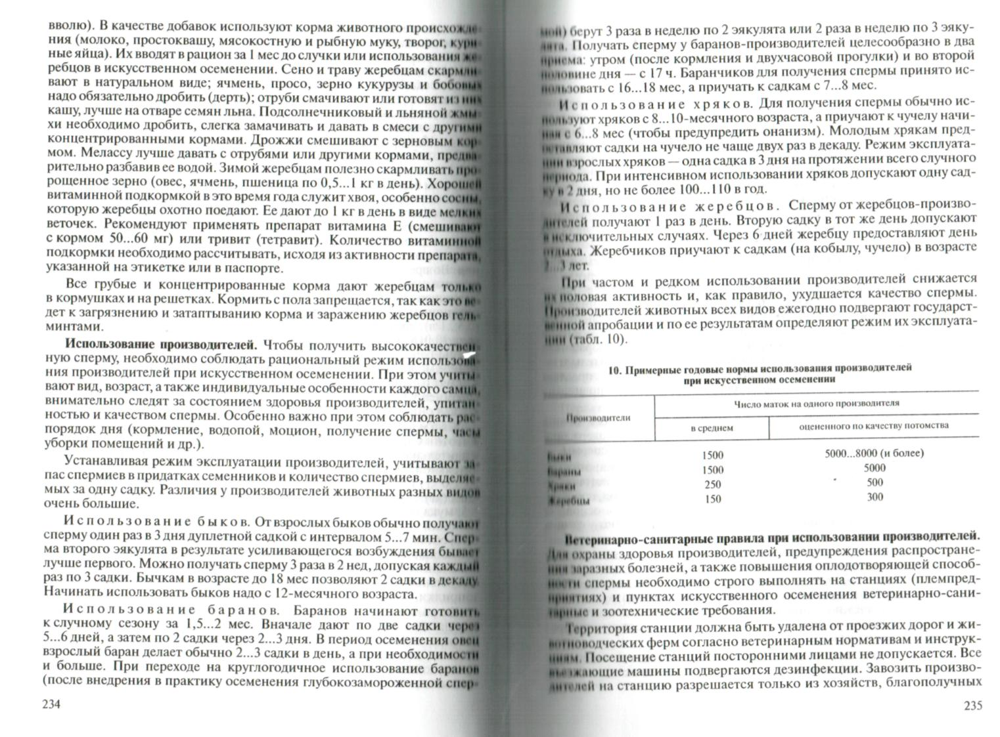 вволю). В качестве добавок используют корма животного происхожде-
ния (молоко, простоквашу, мясокостную и рыбную муку, творог, кури-
ные яйца). Их вводят в рацион за 1 мес до случки или использования же-
ребцов в искусственном осеменении. Сено и траву жеребцам скармли-
вают в натуральном виде; ячмень, просо, зерно кукурузы и бобовых
надо обязательно дробить (дерть); отруби смачивают или готовят из них
кашу, лучше на отваре семян льна. Подсолнечниковый и льняной жмы-
хи необходимо дробить, слегка замачивать и давать в смеси с другими
концентрированными кормами. Дрожжи смешивают с зерновым кор-
мом. Мелассу лучше давать с отрубями или другими кормами, предва-
рительно разбавив ее водой. Зимой жеребцам полезно скармливать про-
рощенное зерно (овес, ячмень, пшеница по 0,5...1 кг в день). Хорошей
витаминной подкормкой в это время года служит хвоя, особенно сосны,
которую жеребцы охотно поедают. Ее дают до 1 кг в день в виде мелких
веточек. Рекомендуют применять препарат витамина Е (смешивают
с кормом 50...60 мг) или тривит (тетравит). Количество витаминной
подкормки необходимо рассчитывать, исходя из активности препарата,
указанной на этикетке или в паспорте.
Все грубые и концентрированные корма дают жеребцам только
в кормушках и на решетках. Кормить с пола запрещается, так как это ве-
дет к загрязнению и затаптыванию корма и заражению жеребцов гель-
минтами.
Использование производителей. Чтобы получить высококачествен-
ную сперму, необходимо соблюдать рациональный режим использова-
ния производителей при искусственном осеменении. При этом учиты-
вают вид, возраст, а также индивидуальные особенности каждого самца,
внимательно следят за состоянием здоровья производителей, упитан-
ностью и качеством спермы. Особенно важно при этом соблюдать рас-
порядок дня (кормление, водопой, моцион, получение спермы, часы
уборки помещений и др.).
Устанавливая режим эксплуатации производителей, учитывают за-
пас спермиев в придатках семенников и количество спермиев, выделяе-
мых за одну садку. Различия у производителей животных разных видов
очень большие.
Использование быков. От взрослых быков обычно получают
сперму один раз в 3 дня дуплетной садкой с интервалом 5...7 мин. Спер-
ма второго эякулята в результате усиливающегося возбуждения бывает
лучше первого. Можно получать сперму 3 раза в 2 нед, допуская каждый
раз по 3 садки. Бычкам в возрасте до 18 мес позволяют 2 садки в декаду.
Начинать использовать быков надо с 12-месячного возраста.
Использование баранов. Баранов начинают готовить
к случному сезону за 1,5...2 мес. Вначале дают по две садки через
5...6 дней, а затем по 2 садки через 2...3 дня. В период осеменения овец
взрослый баран делает обычно 2...3 садки в день, а при необходимости
и больше. При переходе на круглогодичное использование баранов
(после внедрения в практику осеменения глубокозамороженной спер-
234
мой) берут 3 раза в неделю по 2 эякулята или 2 раза в неделю по 3 эяку-
лята. Получать сперму у баранов-производителей целесообразно в два
приема: утром (после кормления и двухчасовой прогулки) и во второй
половине дня — с 17 ч. Баранчиков для получения спермы принято ис-
пользовать с 16...18 мес, а приучать к садкам с 7...8 мес.
Использование хряков. Для получения спермы обычно ис-
пользуют хряков с 8...10-месячного возраста, а приучают к чучелу начи-
ная с 6...8 мес (чтобы предупредить онанизм). Молодым хрякам пред-
оставляют садки на чучело не чаще двух раз в декаду. Режим эксплуата-
ции взрослых хряков — одна садка в 3 дня на протяжении всего случного
периода. При интенсивном использовании хряков допускают одну сад-
ку в 2 дня, но не более 100...110 в год.
Использование жеребцов. Сперму от жеребцов-произво-
дителей получают 1 раз в день. Вторую садку в тот же день допускают
в исключительных случаях. Через 6 дней жеребцу предоставляют день
отдыха. Жеребчиков приучают к садкам (на кобылу, чучело) в возрасте
2...3 лет.
При частом и редком использовании производителей снижается
их половая активность и, как правило, ухудшается качество спермы.
Производителей животных всех видов ежегодно подвергают государст-
венной апробации и по ее результатам определяют режим их эксплуата-
ции (табл. 10).
10. Примерные годовые нормы использования производителей
при искусственном осеменении
Производители
Число маток на одного производителя
в среднем
оцененного по качеству потомства
Быки 1500 5000...8000 (и более)
Бараны 1500 5000
Хряки 250 500
Жеребцы 150 300
Ветеринарно-санитарные правила при использовании производителей.
Для охраны здоровья производителей, предупреждения распростране-
ния заразных болезней, а также повышения оплодотворяющей способ-
ности спермы необходимо строго выполнять на станциях (племпред-
приятиях) и пунктах искусственного осеменения ветеринарно-сани-
тарные и зоотехнические требования.
Территория станции должна быть удалена от проезжих дорог и жи-
вотноводческих ферм согласно ветеринарным нормативам и инструк-
циям. Посещение станций посторонними лицами не допускается. Все
въезжающие машины подвергаются дезинфекции. Завозить произво-
дителей на станцию разрешается только из хозяйств, благополучных
235